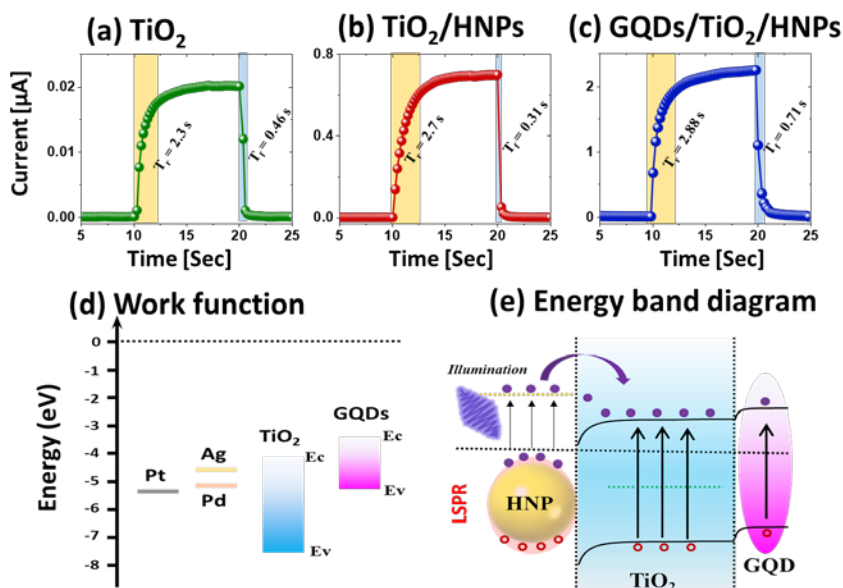 (a) TiO₂
(b) TiO₂/HNPs
(c) GQDs/TiO₂/HNPs
Current [µA]
0.02
0.01
0.00
Tᵣ = 2.3 s
T_f = 0.46 s
5 10 15 20 25
Time [Sec]
0.8
0.4
0.0
Tᵣ = 2.7 s
T_f = 0.31 s
5 10 15 20 25
Time [Sec]
2
1
0
Tᵣ = 2.88 s
T_f = 0.71 s
5 10 15 20 25
Time [Sec]
(d) Work function
Energy (eV)
0
-1
-2
-3
-4
-5
-6
-7
-8
Pt
Ag
Pd
TiO₂
Ec
Ev
GQDs
Ec
Ev
(e) Energy band diagram
Illumination
LSPR
HNP
TiO₂
GQD